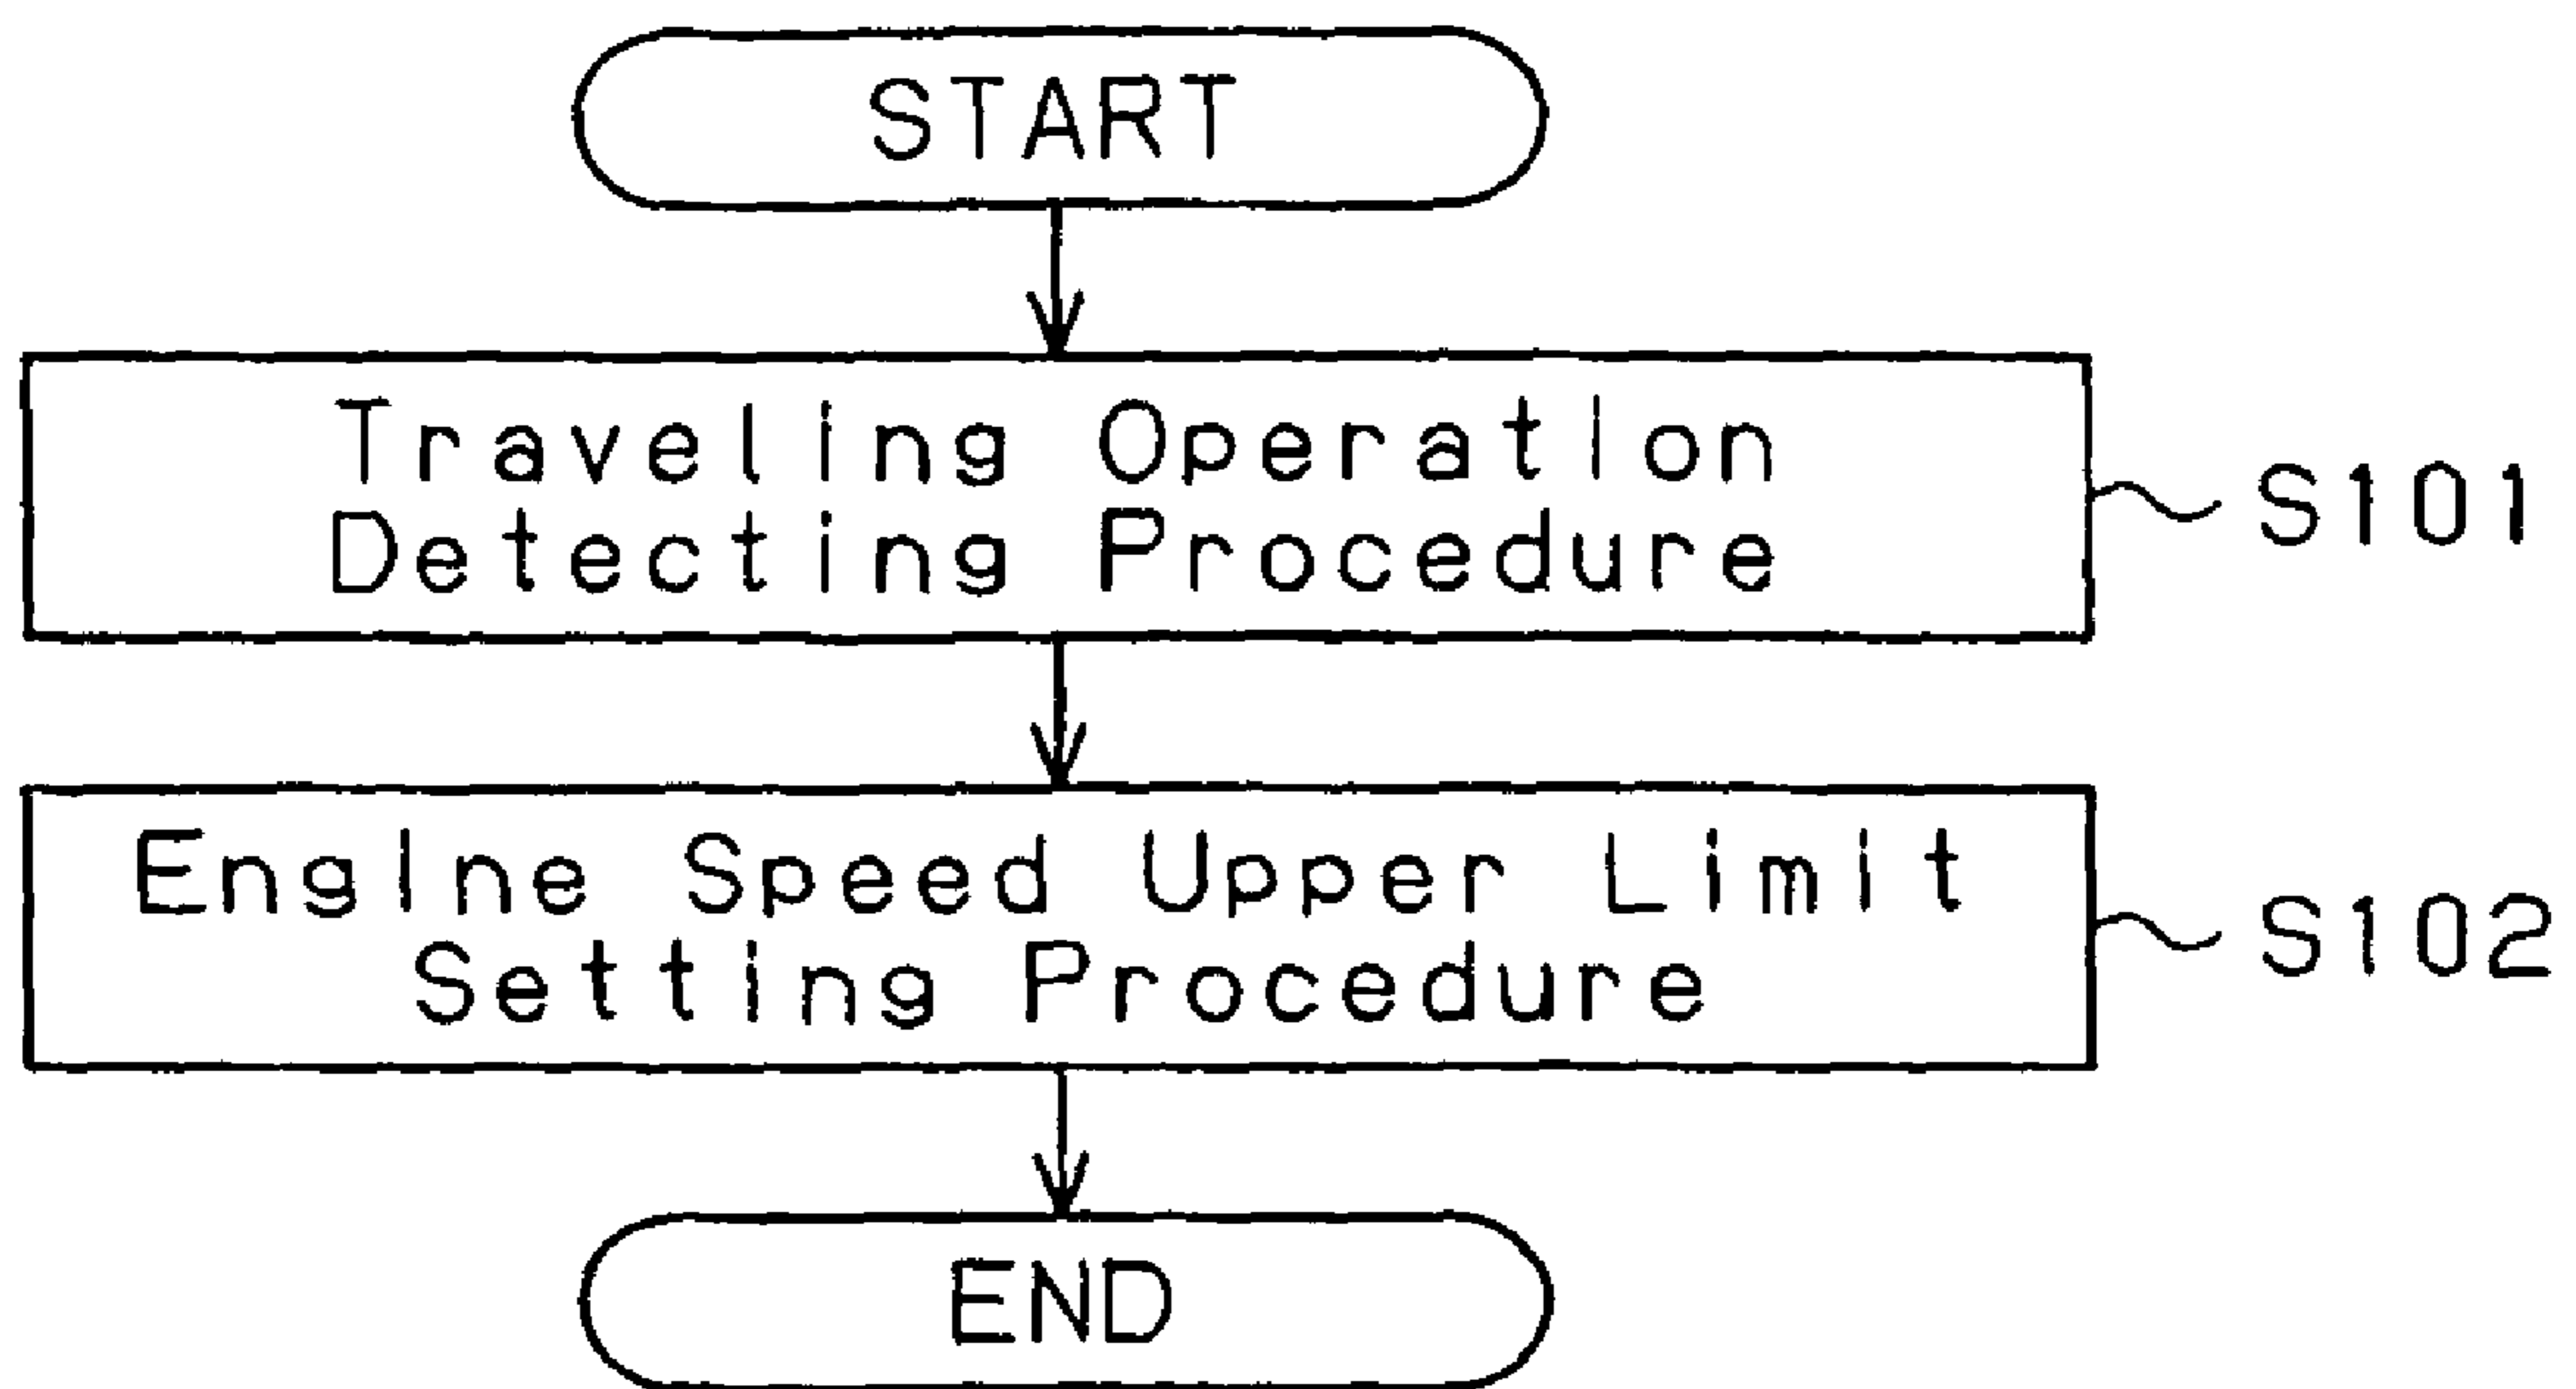 START
Traveling Operation
Detecting Procedure
S101
Engine Speed Upper Limit
Setting Procedure
S102
END